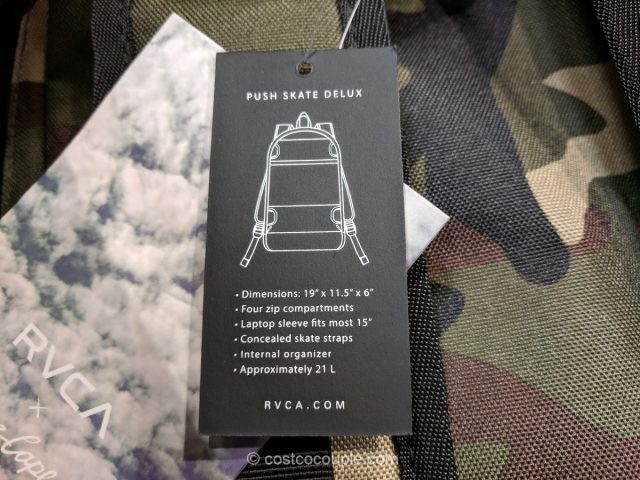 PUSH SKATE DELUX
• Dimensions: 19" x 11.5" x 6"
• Four zip compartments
• Laptop sleeve fits most 15"
• Concealed skate straps
• Internal organizer
• Approximately 21 L
RVCA.COM
RVCA
+
© costcocouple.com